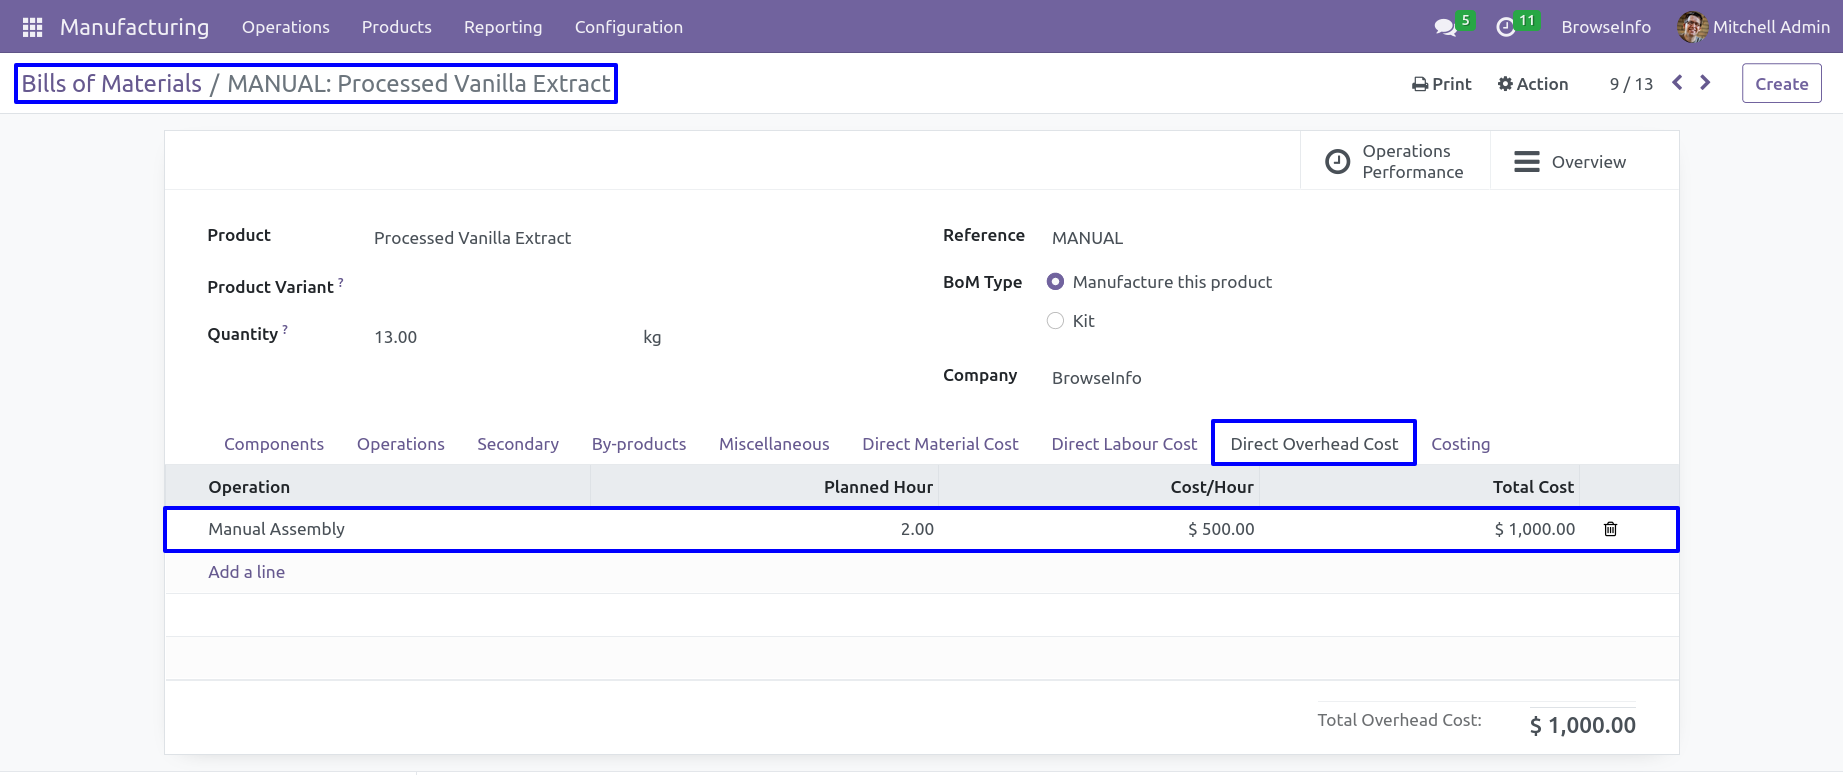 Manufacturing Operations Products Reporting Configuration 5 11 BrowseInfo Mitchell Admin
Bills of Materials / MANUAL: Processed Vanilla Extract Print Action 9 / 13 Create
Operations Performance Overview
Product Processed Vanilla Extract Reference MANUAL
Product Variant ? BoM Type Manufacture this product
Kit
Quantity ? 13.00 kg
Company BrowseInfo
Components Operations Secondary By-products Miscellaneous Direct Material Cost Direct Labour Cost Direct Overhead Cost Costing
Operation Planned Hour Cost/Hour Total Cost
Manual Assembly 2.00 $ 500.00 $ 1,000.00
Add a line
Total Overhead Cost: $ 1,000.00